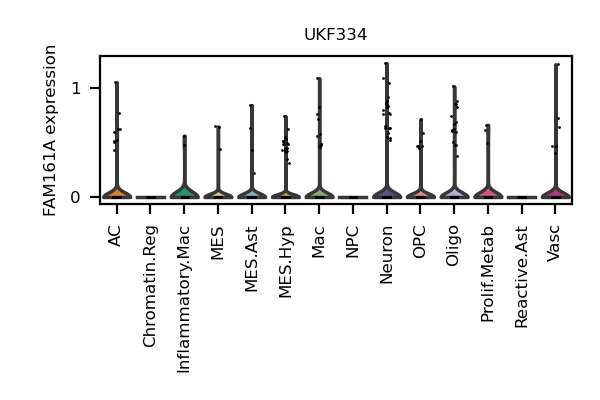 UKF334
FAM161A expression
1
0
AC
Chromatin.Reg
Inflammatory.Mac
MES
MES.Ast
MES.Hyp
Mac
NPC
Neuron
OPC
Oligo
Prolif.Metab
Reactive.Ast
Vasc